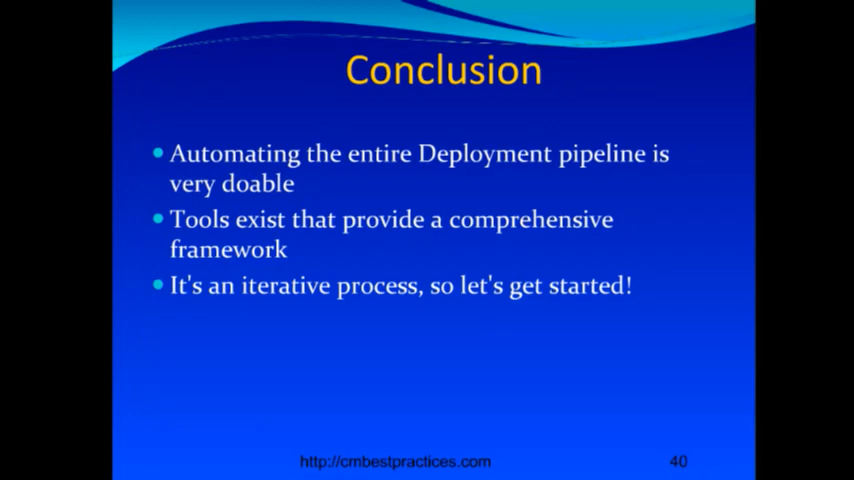 Conclusion
Automating the entire Deployment pipeline is
very doable
Tools exist that provide a comprehensive
framework
It's an iterative process, so let's get started!
http://cmbestpractices.com
40